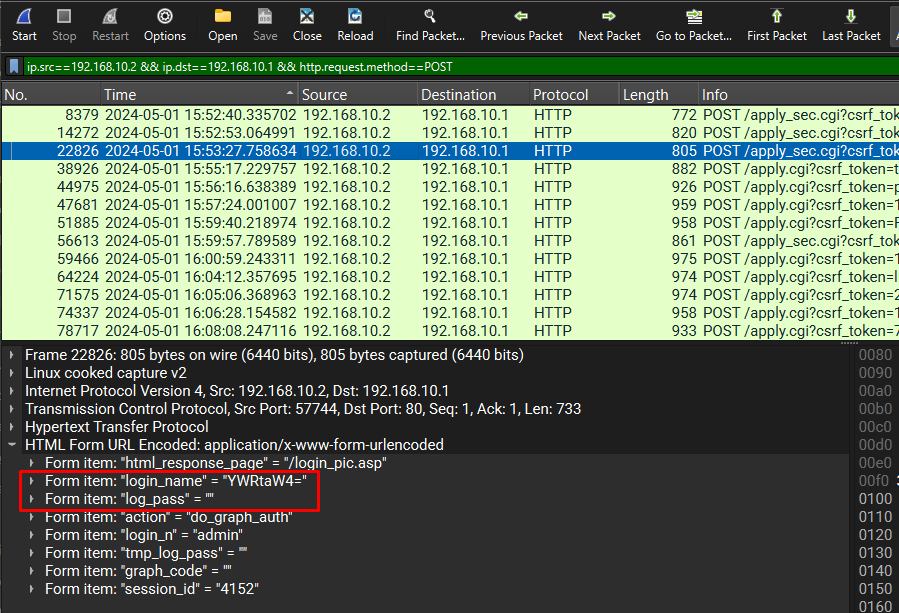 Start Stop Restart Options Open Save Close Reload Find Packet... Previous Packet Next Packet Go to Packet... First Packet Last Packet
ip.src==192.168.10.2 && ip.dst==192.168.10.1 && http.request.method==POST
No. Time Source Destination Protocol Length Info
8379 2024-05-01 15:52:40.335702 192.168.10.2 192.168.10.1 HTTP 772 POST /apply_sec.cgi?csrf_tok
14272 2024-05-01 15:52:53.064991 192.168.10.2 192.168.10.1 HTTP 820 POST /apply_sec.cgi?csrf_tok
22826 2024-05-01 15:53:27.758634 192.168.10.2 192.168.10.1 HTTP 805 POST /apply_sec.cgi?csrf_tok
38926 2024-05-01 15:55:17.229757 192.168.10.2 192.168.10.1 HTTP 882 POST /apply.cgi?csrf_token=t
44975 2024-05-01 15:56:16.638389 192.168.10.2 192.168.10.1 HTTP 926 POST /apply.cgi?csrf_token=p
47681 2024-05-01 15:57:24.001007 192.168.10.2 192.168.10.1 HTTP 959 POST /apply.cgi?csrf_token=1
51885 2024-05-01 15:59:40.218974 192.168.10.2 192.168.10.1 HTTP 958 POST /apply.cgi?csrf_token=F
56613 2024-05-01 15:59:57.789589 192.168.10.2 192.168.10.1 HTTP 861 POST /apply_sec.cgi?csrf_tok
59466 2024-05-01 16:00:59.243311 192.168.10.2 192.168.10.1 HTTP 975 POST /apply.cgi?csrf_token=1
64224 2024-05-01 16:04:12.357695 192.168.10.2 192.168.10.1 HTTP 974 POST /apply.cgi?csrf_token=l
71575 2024-05-01 16:05:06.368963 192.168.10.2 192.168.10.1 HTTP 974 POST /apply.cgi?csrf_token=2
74337 2024-05-01 16:06:28.154582 192.168.10.2 192.168.10.1 HTTP 958 POST /apply.cgi?csrf_token=1
78717 2024-05-01 16:08:08.247116 192.168.10.2 192.168.10.1 HTTP 933 POST /apply.cgi?csrf_token=7
Frame 22826: 805 bytes on wire (6440 bits), 805 bytes captured (6440 bits) 0080
Linux cooked capture v2 0090
Internet Protocol Version 4, Src: 192.168.10.2, Dst: 192.168.10.1 00a0
Transmission Control Protocol, Src Port: 57744, Dst Port: 80, Seq: 1, Ack: 1, Len: 733 00b0
Hypertext Transfer Protocol 00c0
HTML Form URL Encoded: application/x-www-form-urlencoded 00d0
Form item: "html_response_page" = "/login_pic.asp" 00e0
Form item: "login_name" = "YWRtaW4=" 00f0
Form item: "log_pass" = "" 0100
Form item: "action" = "do_graph_auth" 0110
Form item: "login_n" = "admin" 0120
Form item: "tmp_log_pass" = "" 0130
Form item: "graph_code" = "" 0140
Form item: "session_id" = "4152" 0150
0160